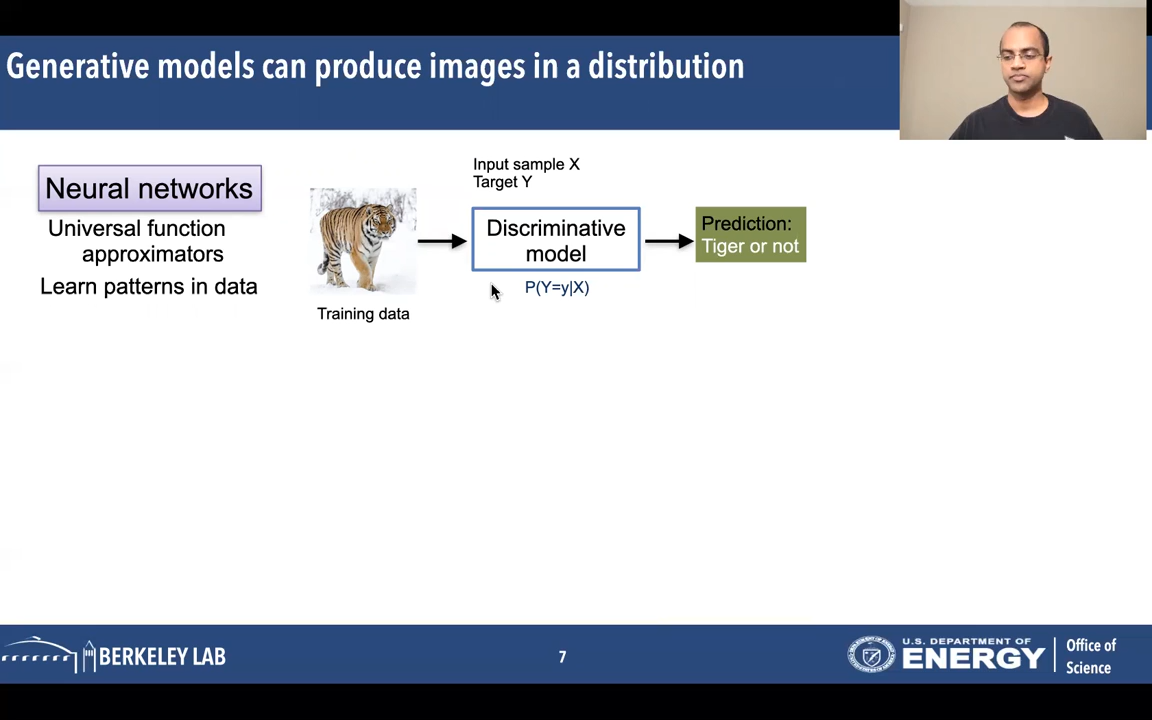 Generative models can produce images in a distribution
Neural networks
Universal function
approximators
Learn patterns in data
Training data
Input sample X
Target Y
Discriminative
model
P(Y=y|X)
Prediction:
Tiger or not
BERKELEY LAB
7
U.S. DEPARTMENT OF
ENERGY
Office of
Science